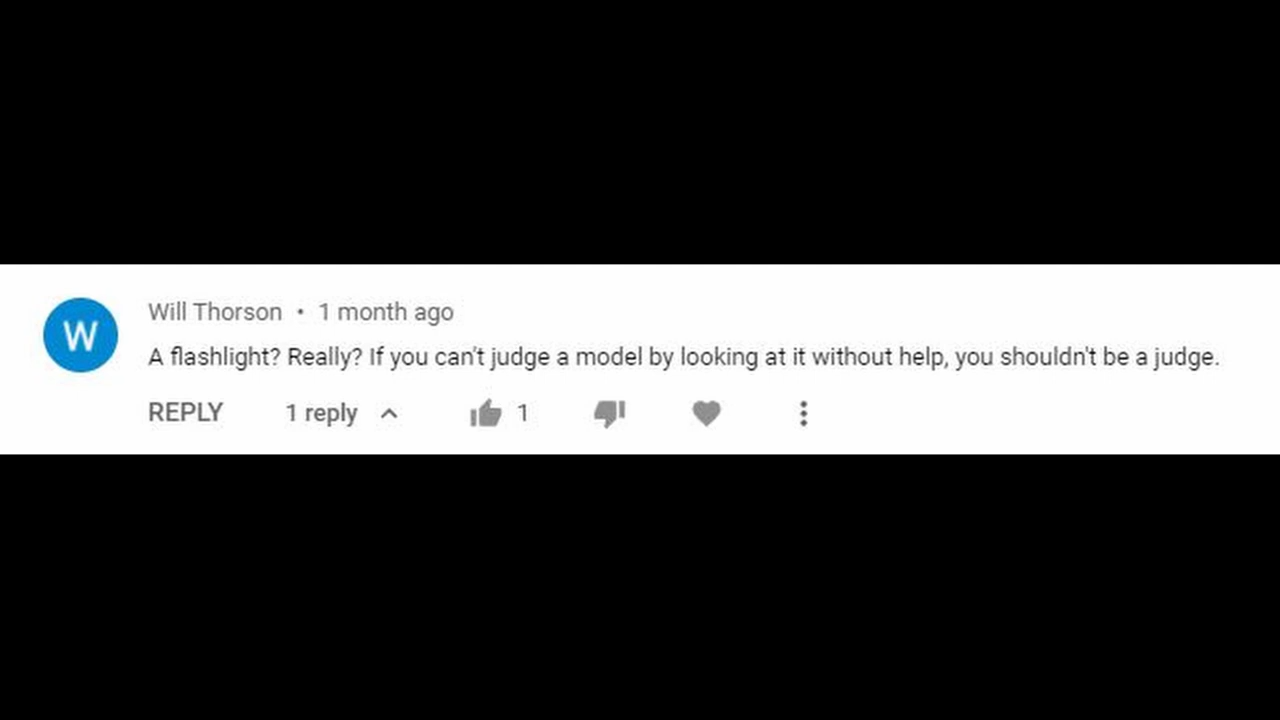 W
Will Thorson • 1 month ago
A flashlight? Really? If you can't judge a model by looking at it without help, you shouldn't be a judge.
REPLY 1 reply 1